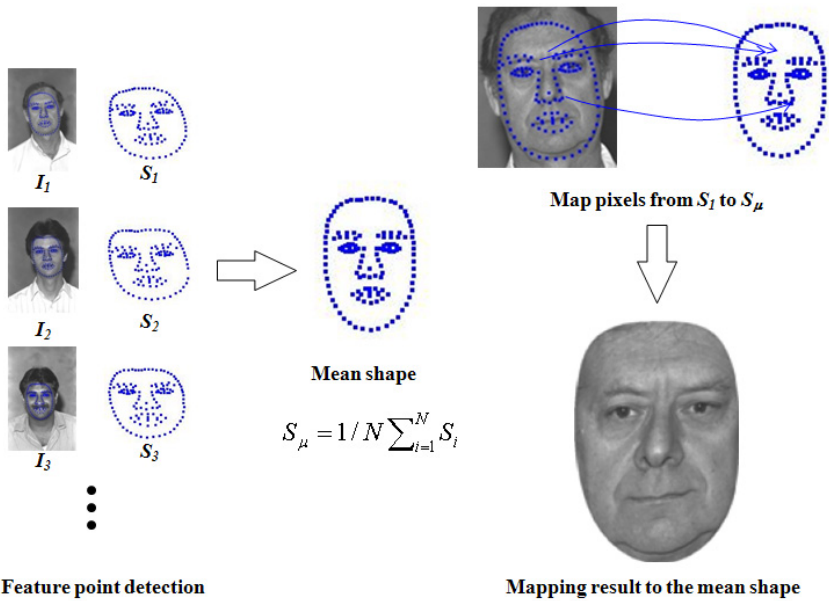 I1
S1
I2
S2
I3
S3
Feature point detection
Mean shape
Sμ = 1/N ∑_{i=1}^{N} Si
Map pixels from S1 to Sμ
Mapping result to the mean shape